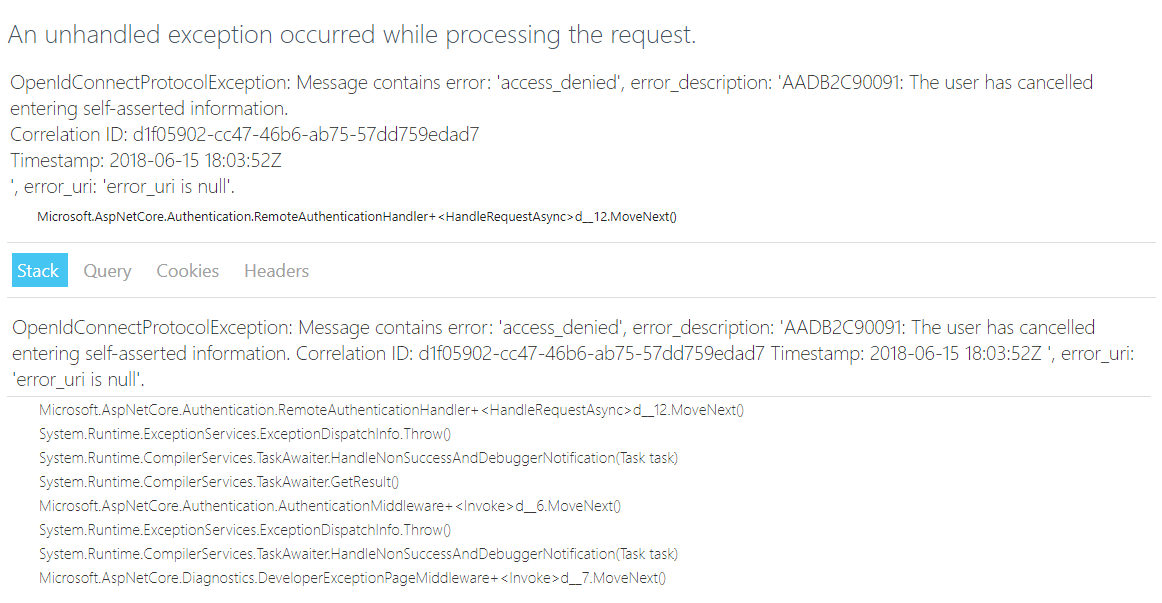 An unhandled exception occurred while processing the request.
OpenIdConnectProtocolException: Message contains error: 'access_denied', error_description: 'AADB2C90091: The user has cancelled
entering self-asserted information.
Correlation ID: d1f05902-cc47-46b6-ab75-57dd759edad7
Timestamp: 2018-06-15 18:03:52Z
', error_uri: 'error_uri is null'.
Microsoft.AspNetCore.Authentication.RemoteAuthenticationHandler+<HandleRequestAsync>d__12.MoveNext()
Stack Query Cookies Headers
OpenIdConnectProtocolException: Message contains error: 'access_denied', error_description: 'AADB2C90091: The user has cancelled
entering self-asserted information. Correlation ID: d1f05902-cc47-46b6-ab75-57dd759edad7 Timestamp: 2018-06-15 18:03:52Z ', error_uri:
'error_uri is null'.
Microsoft.AspNetCore.Authentication.RemoteAuthenticationHandler+<HandleRequestAsync>d__12.MoveNext()
System.Runtime.ExceptionServices.ExceptionDispatchInfo.Throw()
System.Runtime.CompilerServices.TaskAwaiter.HandleNonSuccessAndDebuggerNotification(Task task)
System.Runtime.CompilerServices.TaskAwaiter.GetResult()
Microsoft.AspNetCore.Authentication.AuthenticationMiddleware+<Invoke>d__6.MoveNext()
System.Runtime.ExceptionServices.ExceptionDispatchInfo.Throw()
System.Runtime.CompilerServices.TaskAwaiter.HandleNonSuccessAndDebuggerNotification(Task task)
Microsoft.AspNetCore.Diagnostics.DeveloperExceptionPageMiddleware+<Invoke>d__7.MoveNext()